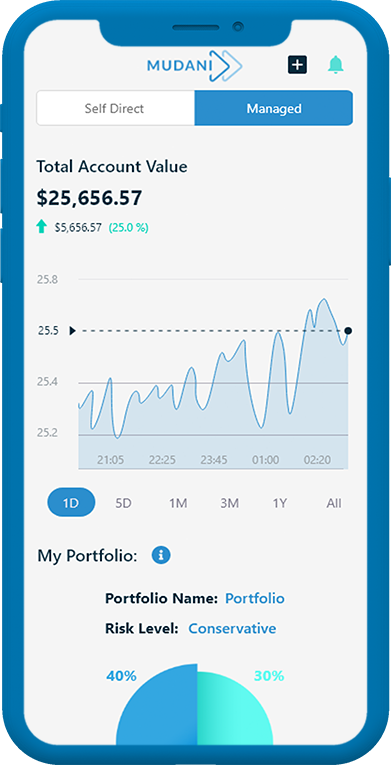 MUDANI
Self Direct Managed
Total Account Value
$25,656.57
$5,656.57 (25.0 %)
25.8
25.5
25.4
25.2
21:05 22:25 23:45 01:00 02:20
1D 5D 1M 3M 1Y All
My Portfolio:
Portfolio Name: Portfolio
Risk Level: Conservative
40% 30%